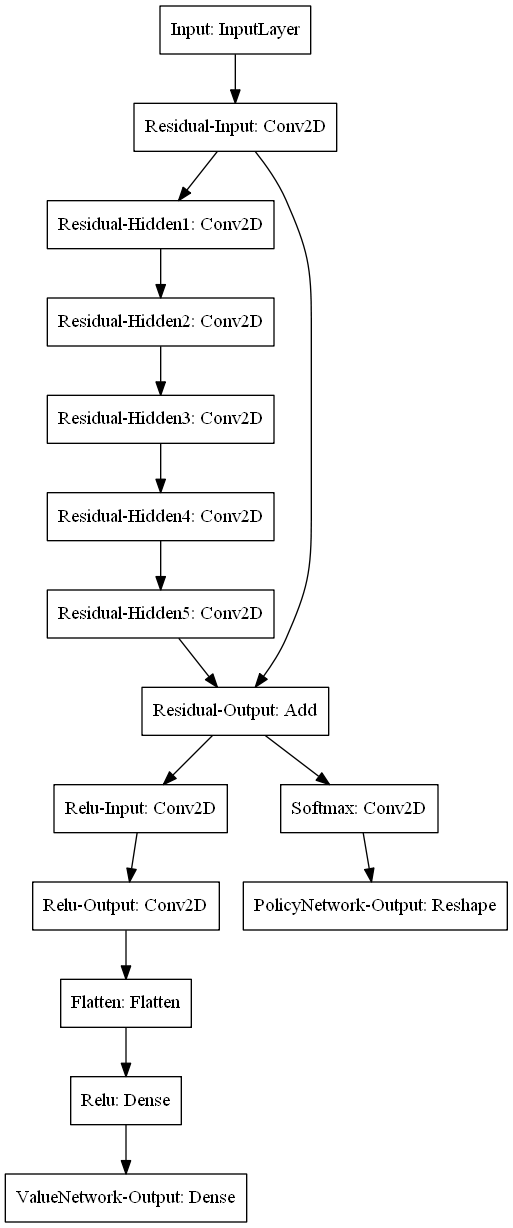 Input: InputLayer
Residual-Input: Conv2D
Residual-Hidden1: Conv2D
Residual-Hidden2: Conv2D
Residual-Hidden3: Conv2D
Residual-Hidden4: Conv2D
Residual-Hidden5: Conv2D
Residual-Output: Add
Relu-Input: Conv2D
Softmax: Conv2D
Relu-Output: Conv2D
PolicyNetwork-Output: Reshape
Flatten: Flatten
Relu: Dense
ValueNetwork-Output: Dense